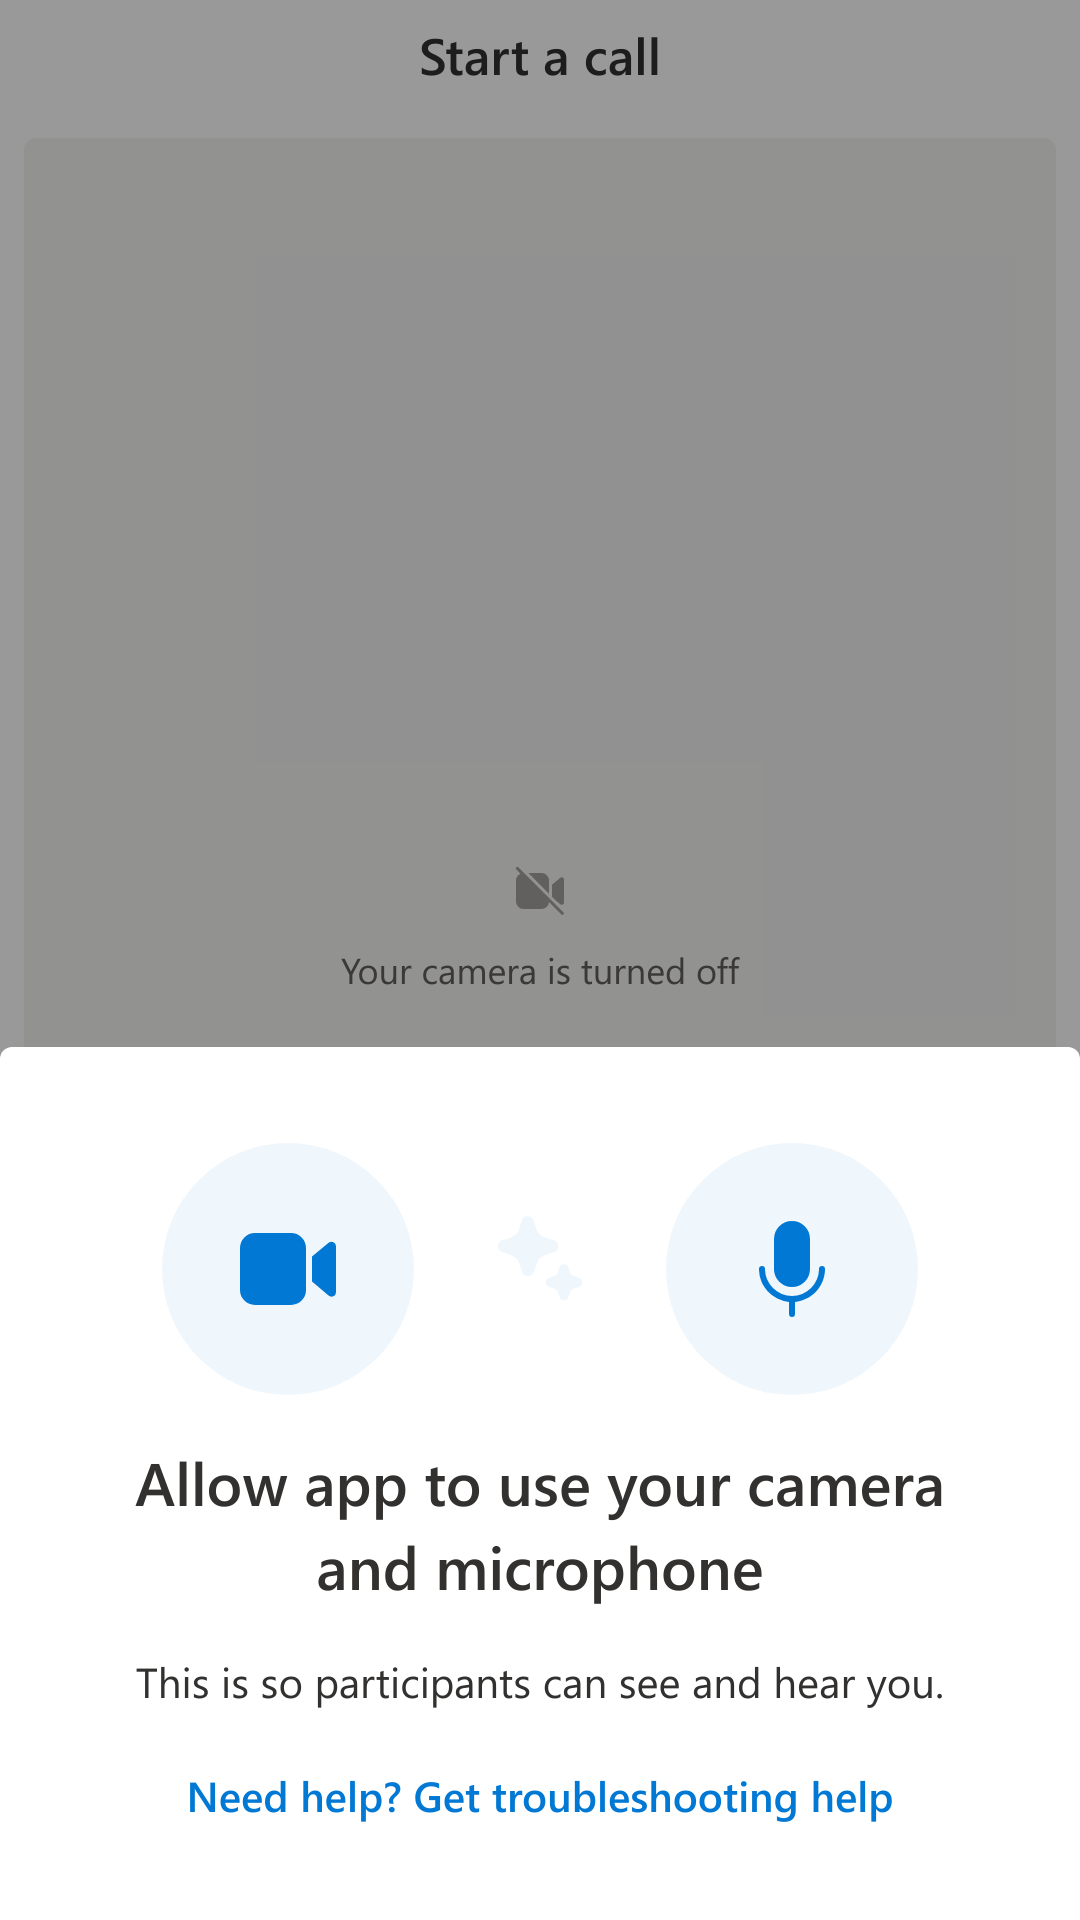 Start a call
Your camera is turned off
Allow app to use your camera
and microphone
This is so participants can see and hear you.
Need help? Get troubleshooting help